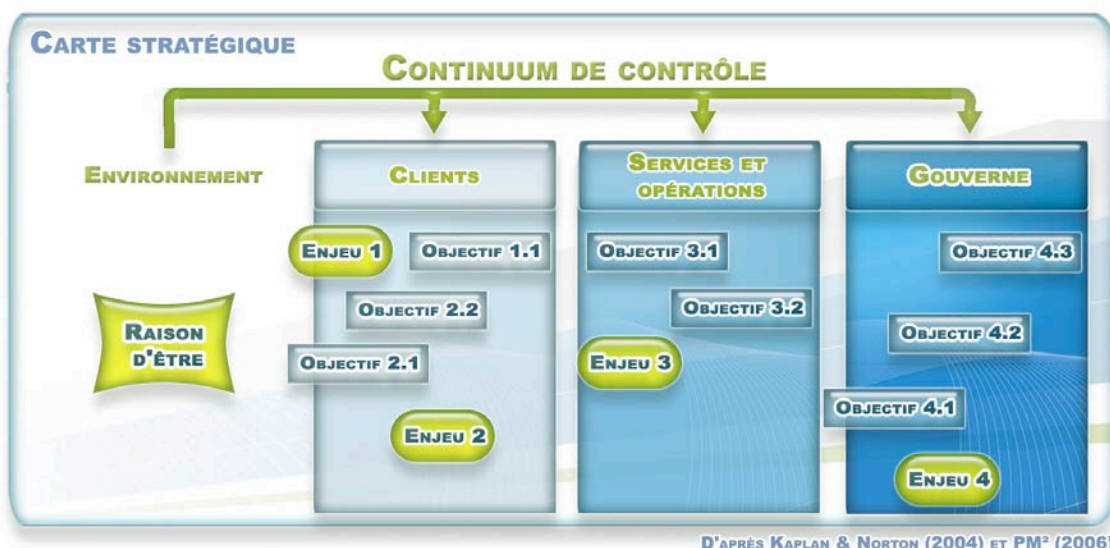 CARTE STRATÉGIQUE
CONTINUUM DE CONTRÔLE
ENVIRONNEMENT
CLIENTS
SERVICES ET
OPÉRATIONS
GOUVERNE
ENJEU 1
OBJECTIF 1.1
OBJECTIF 3.1
OBJECTIF 4.3
OBJECTIF 2.2
OBJECTIF 3.2
RAISON
D'ÊTRE
OBJECTIF 4.2
OBJECTIF 2.1
ENJEU 3
OBJECTIF 4.1
ENJEU 2
ENJEU 4
D'APRÈS KAPLAN & NORTON (2004) ET PM² (2006)